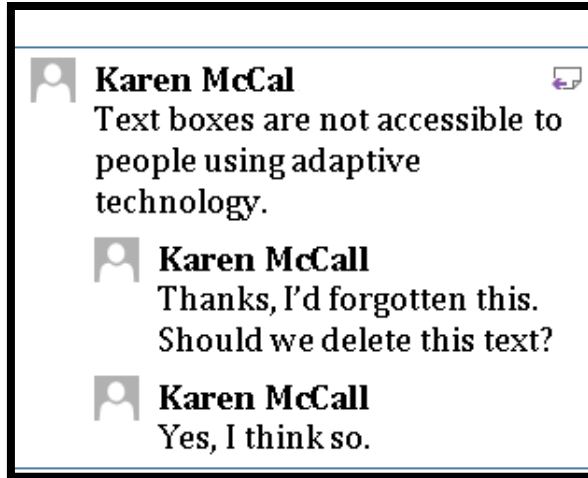 Karen McCal
Text boxes are not accessible to
people using adaptive
technology.
Karen McCall
Thanks, I'd forgotten this.
Should we delete this text?
Karen McCall
Yes, I think so.